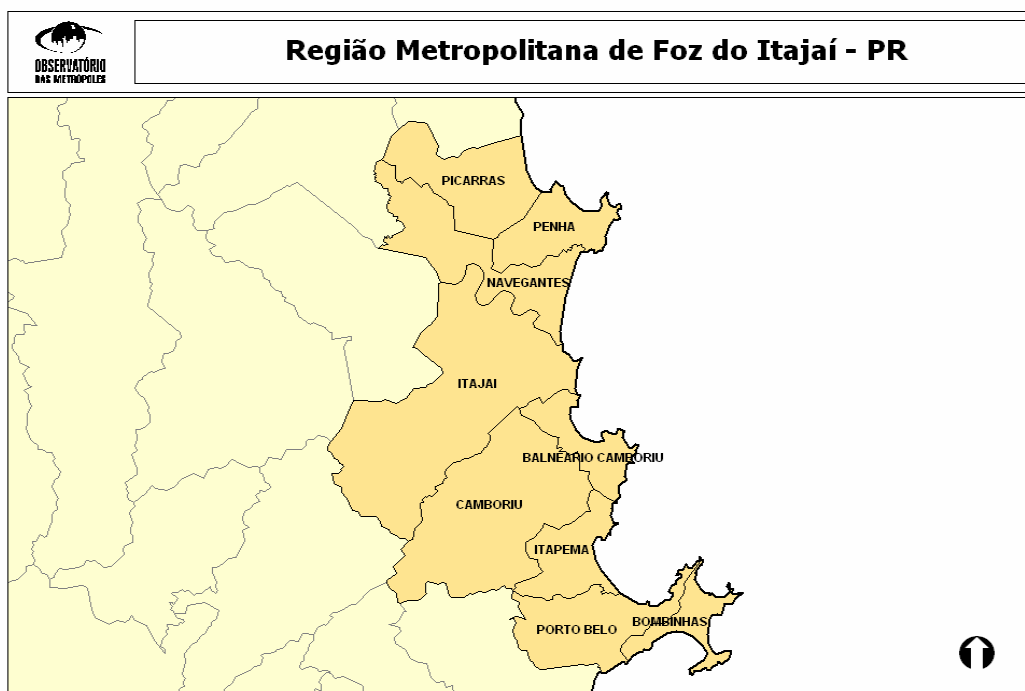 OBSERVATÓRIO
DAS METRÓPOLES
Região Metropolitana de Foz do Itajaí - PR
PICARRAS
PENHA
NAVEGANTES
ITAJAI
BALNEARIO CAMBORIU
CAMBORIU
ITAPEMA
BOMBINHAS
PORTO BELO